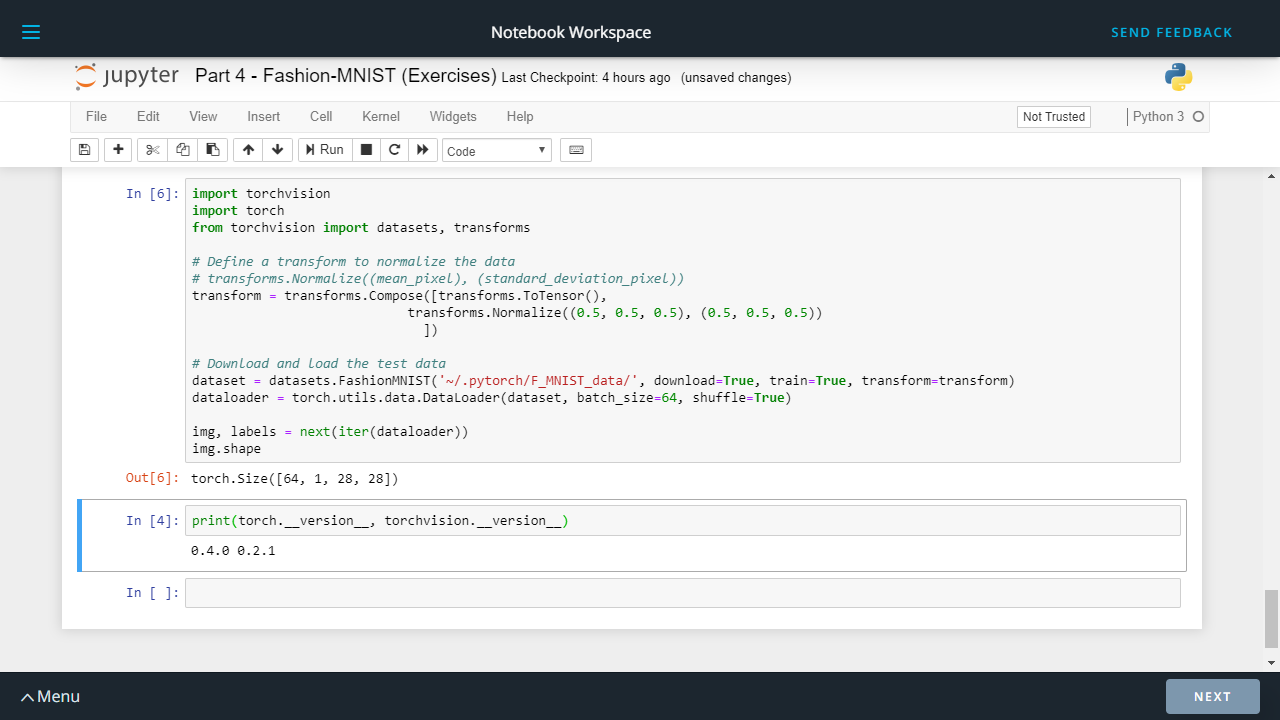 Notebook Workspace
SEND FEEDBACK
jupyter Part 4 - Fashion-MNIST (Exercises) Last Checkpoint: 4 hours ago (unsaved changes)
File Edit View Insert Cell Kernel Widgets Help Not Trusted Python 3
Run Code
In [6]: import torchvision
import torch
from torchvision import datasets, transforms
# Define a transform to normalize the data
# transforms.Normalize((mean_pixel), (standard_deviation_pixel))
transform = transforms.Compose([transforms.ToTensor(),
transforms.Normalize((0.5, 0.5, 0.5), (0.5, 0.5, 0.5))
])
# Download and load the test data
dataset = datasets.FashionMNIST('~/.pytorch/F_MNIST_data/', download=True, train=True, transform=transform)
dataloader = torch.utils.data.DataLoader(dataset, batch_size=64, shuffle=True)
img, labels = next(iter(dataloader))
img.shape
Out[6]: torch.Size([64, 1, 28, 28])
In [4]: print(torch.__version__, torchvision.__version__)
0.4.0 0.2.1
In [ ]:
Menu
NEXT